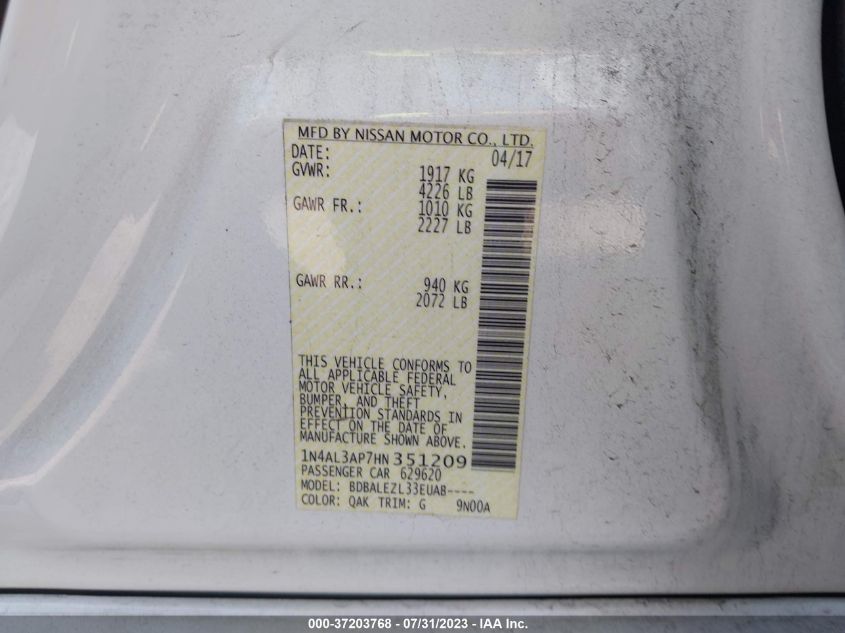 MFD BY NISSAN MOTOR CO., LTD.
DATE: 04/17
GVWR: 1917 KG
4226 LB
GAWR FR.: 1010 KG
2227 LB
GAWR RR.: 940 KG
2072 LB
THIS VEHICLE CONFORMS TO
ALL APPLICABLE FEDERAL
MOTOR VEHICLE SAFETY,
BUMPER, AND THEFT
PREVENTION STANDARDS IN
EFFECT ON THE DATE OF
MANUFACTURE SHOWN ABOVE.
1N4AL3AP7HN351209
PASSENGER CAR 629620
MODEL: BDBALEZL33EUAB----
COLOR: QAK TRIM: G 9N00A
000-37203768 - 07/31/2023 - IAA Inc.